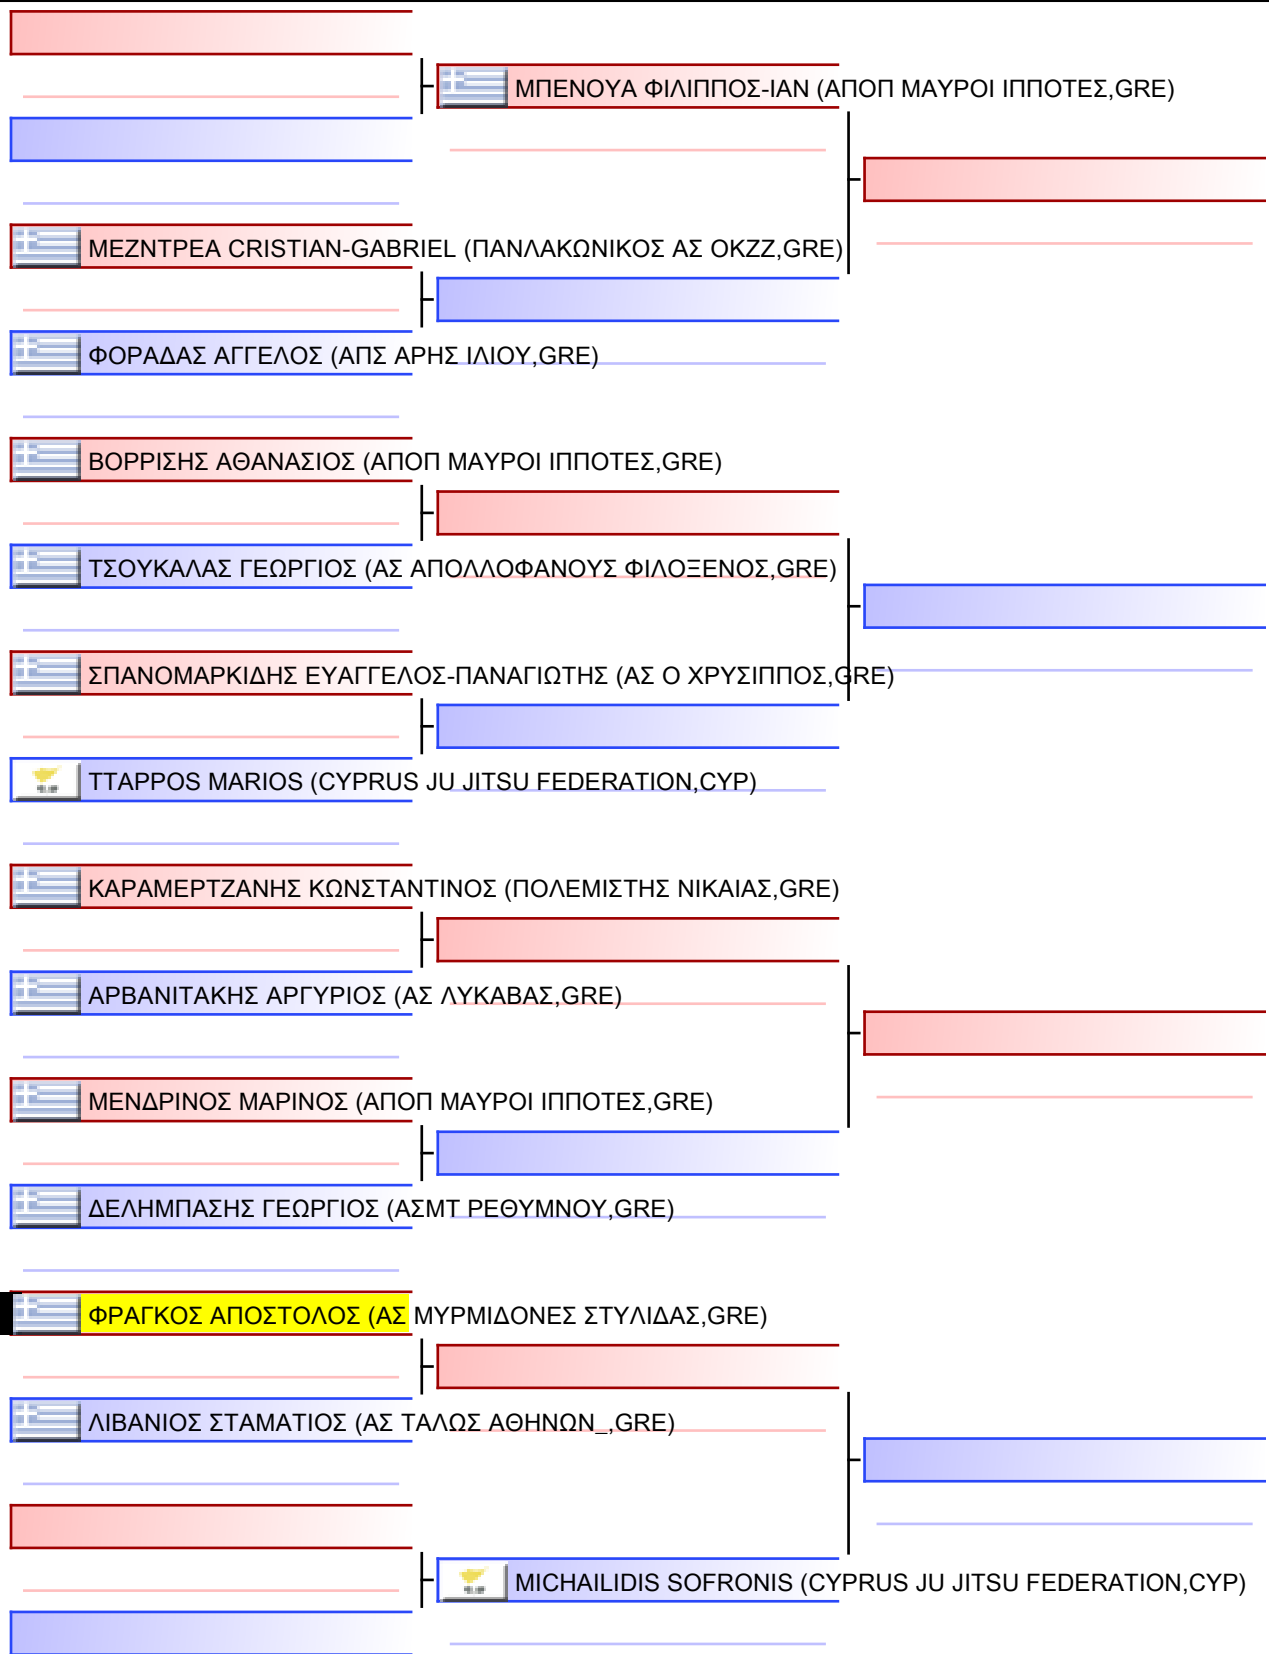 ΜΠΕΝΟΥΑ ΦΙΛΙΠΠΟΣ-ΙΑΝ (ΑΠΟΠ ΜΑΥΡΟΙ ΙΠΠΟΤΕΣ,GRE)
ΜΕΖΝΤΡΕΑ CRISTIAN-GABRIEL (ΠΑΝΛΑΚΩΝΙΚΟΣ ΑΣ ΟΚΖΖ,GRE)
ΦΟΡΑΔΑΣ ΑΓΓΕΛΟΣ (ΑΠΣ ΑΡΗΣ ΙΛΙΟΥ,GRE)
ΒΟΡΡΙΣΗΣ ΑΘΑΝΑΣΙΟΣ (ΑΠΟΠ ΜΑΥΡΟΙ ΙΠΠΟΤΕΣ,GRE)
ΤΣΟΥΚΑΛΑΣ ΓΕΩΡΓΙΟΣ (ΑΣ ΑΠΟΛΛΟΦΑΝΟΥΣ ΦΙΛΟΞΕΝΟΣ,GRE)
ΣΠΑΝΟΜΑΡΚΙΔΗΣ ΕΥΑΓΓΕΛΟΣ-ΠΑΝΑΓΙΩΤΗΣ (ΑΣ Ο ΧΡΥΣΙΠΠΟΣ,GRE)
TTAPPOS MARIOS (CYPRUS JU JITSU FEDERATION,CYP)
ΚΑΡΑΜΕΡΤΖΑΝΗΣ ΚΩΝΣΤΑΝΤΙΝΟΣ (ΠΟΛΕΜΙΣΤΗΣ ΝΙΚΑΙΑΣ,GRE)
ΑΡΒΑΝΙΤΑΚΗΣ ΑΡΓΥΡΙΟΣ (ΑΣ ΛΥΚΑΒΑΣ,GRE)
ΜΕΝΔΡΙΝΟΣ ΜΑΡΙΝΟΣ (ΑΠΟΠ ΜΑΥΡΟΙ ΙΠΠΟΤΕΣ,GRE)
ΔΕΛΗΜΠΑΣΗΣ ΓΕΩΡΓΙΟΣ (ΑΣΜΤ ΡΕΘΥΜΝΟΥ,GRE)
ΦΡΑΓΚΟΣ ΑΠΟΣΤΟΛΟΣ (ΑΣ ΜΥΡΜΙΔΟΝΕΣ ΣΤΥΛΙΔΑΣ,GRE)
ΛΙΒΑΝΙΟΣ ΣΤΑΜΑΤΙΟΣ (ΑΣ ΤΑΛΩΣ ΑΘΗΝΩΝ_,GRE)
MICHAILIDIS SOFRONIS (CYPRUS JU JITSU FEDERATION,CYP)